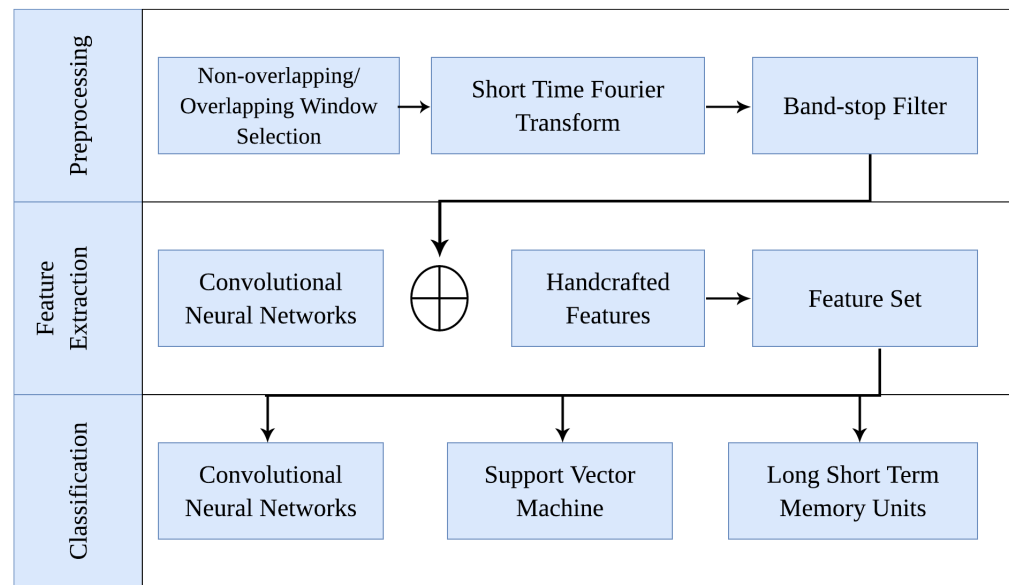 Preprocessing
Non-overlapping/
Overlapping Window
Selection
Short Time Fourier
Transform
Band-stop Filter
Feature
Extraction
Convolutional
Neural Networks
Handcrafted
Features
Feature Set
Classification
Convolutional
Neural Networks
Support Vector
Machine
Long Short Term
Memory Units